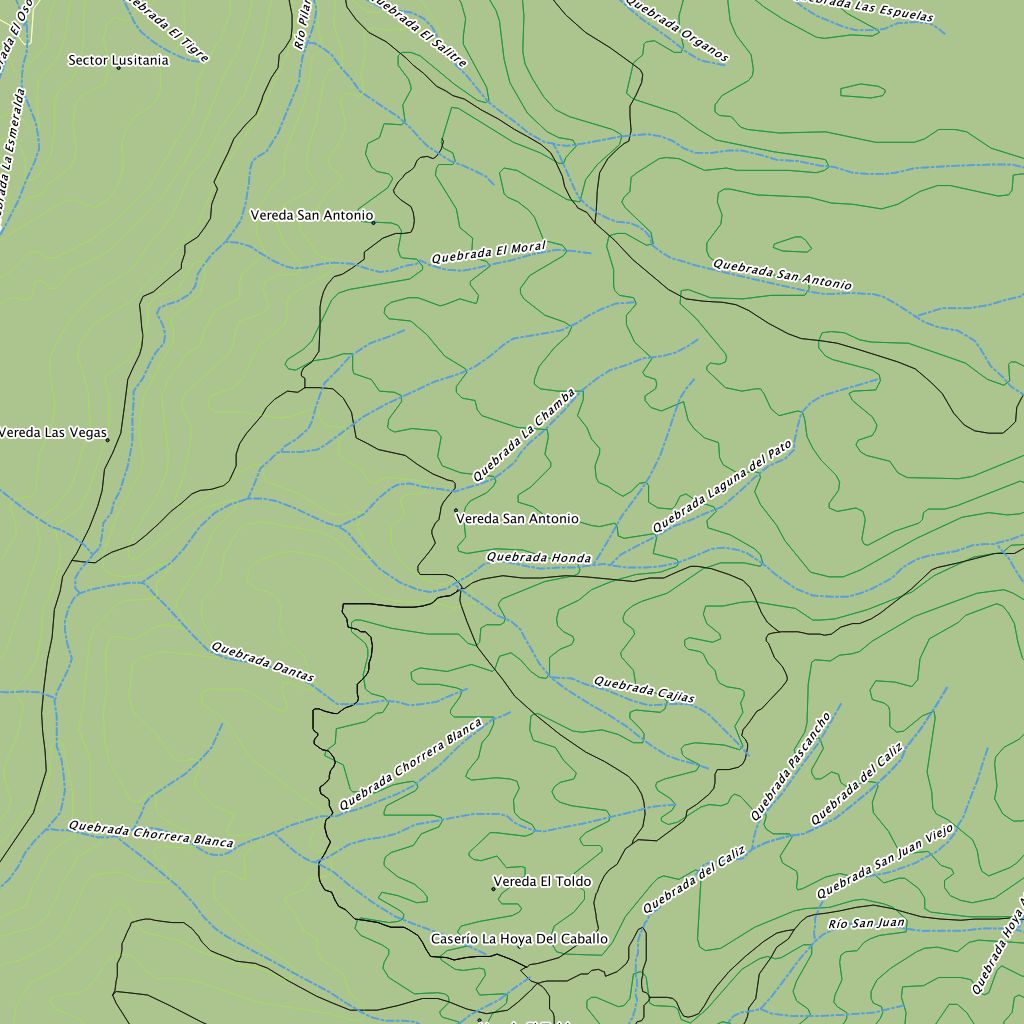 Quebrada El Tigre
Quebrada El Salitre
Quebrada Organos
Quebrada Las Espuelas
Sector Lusitania
Vereda San Antonio
Quebrada El Moral
Quebrada San Antonio
Vereda Las Vegas
Quebrada La Chamba
Quebrada Laguna del Pato
Vereda San Antonio
Quebrada Honda
Quebrada Dantas
Quebrada Cajias
Quebrada Chorrera Blanca
Quebrada Pascancho
Quebrada del Caliz
Quebrada Chorrera Blanca
Quebrada San Juan Viejo
Quebrada del Caliz
Vereda El Toldo
Río San Juan
Caserío La Hoya Del Caballo
Quebrada Hoya